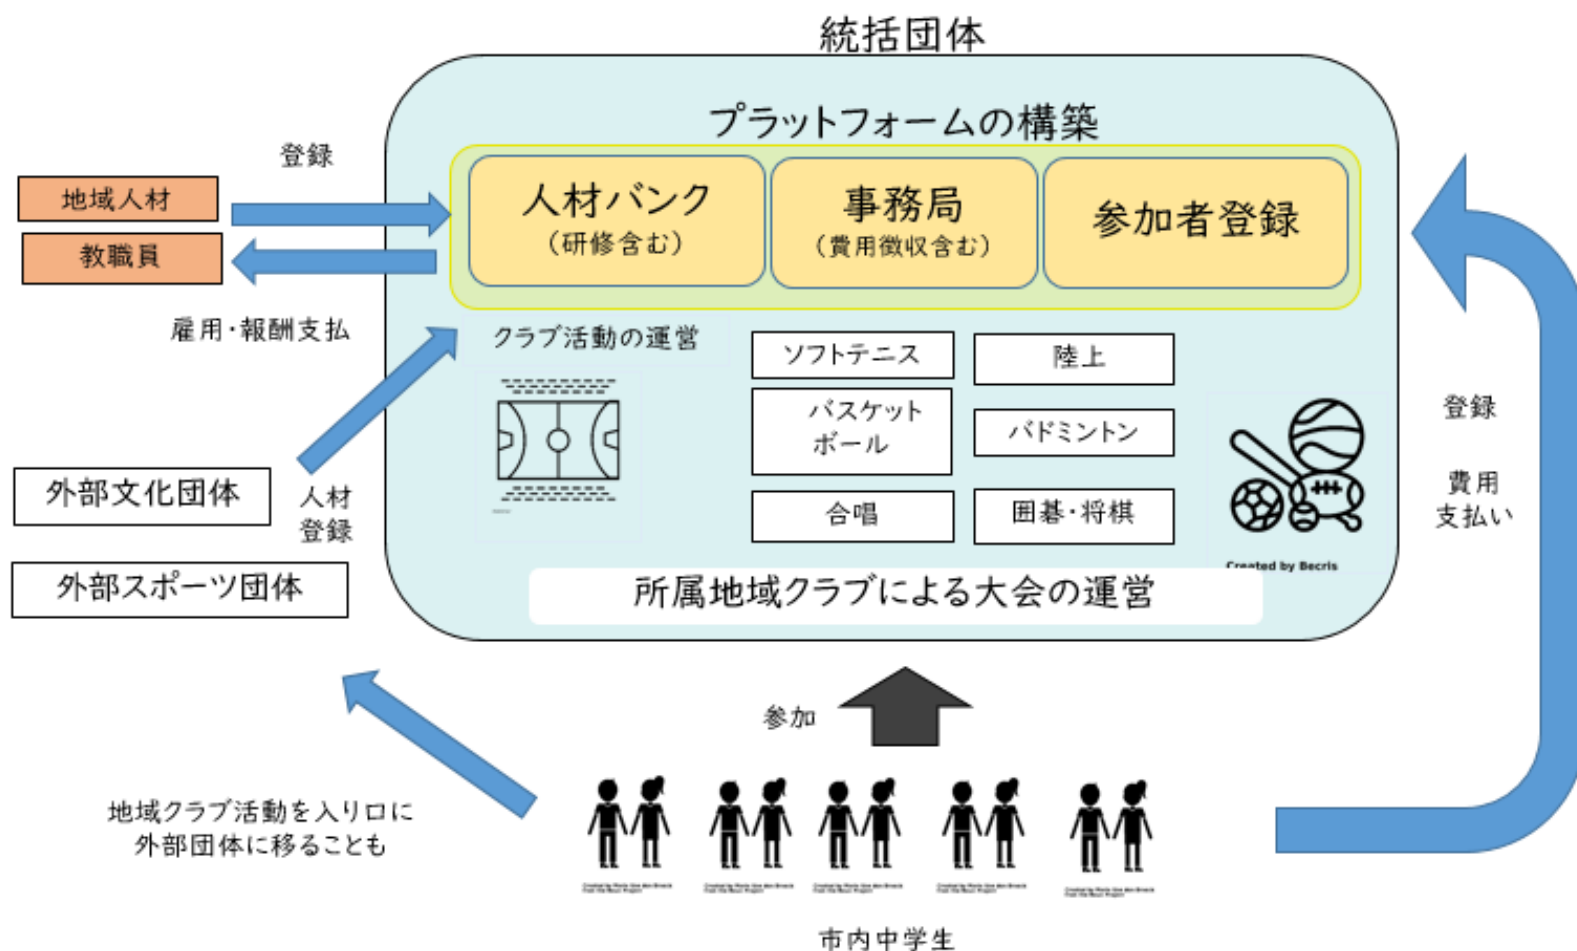 統括団体
プラットフォームの構築
登録
地域人材
教職員
雇用・報酬支払
人材バンク
（研修含む）
事務局
（費用徴収含む）
参加者登録
クラブ活動の運営
ソフトテニス
陸上
バスケット
ボール
バドミントン
合唱
囲碁・将棋
Created by Becris
所属地域クラブによる大会の運営
外部文化団体
人材
登録
外部スポーツ団体
登録
費用
支払い
参加
地域クラブ活動を入り口に
外部団体に移ることも
市内中学生